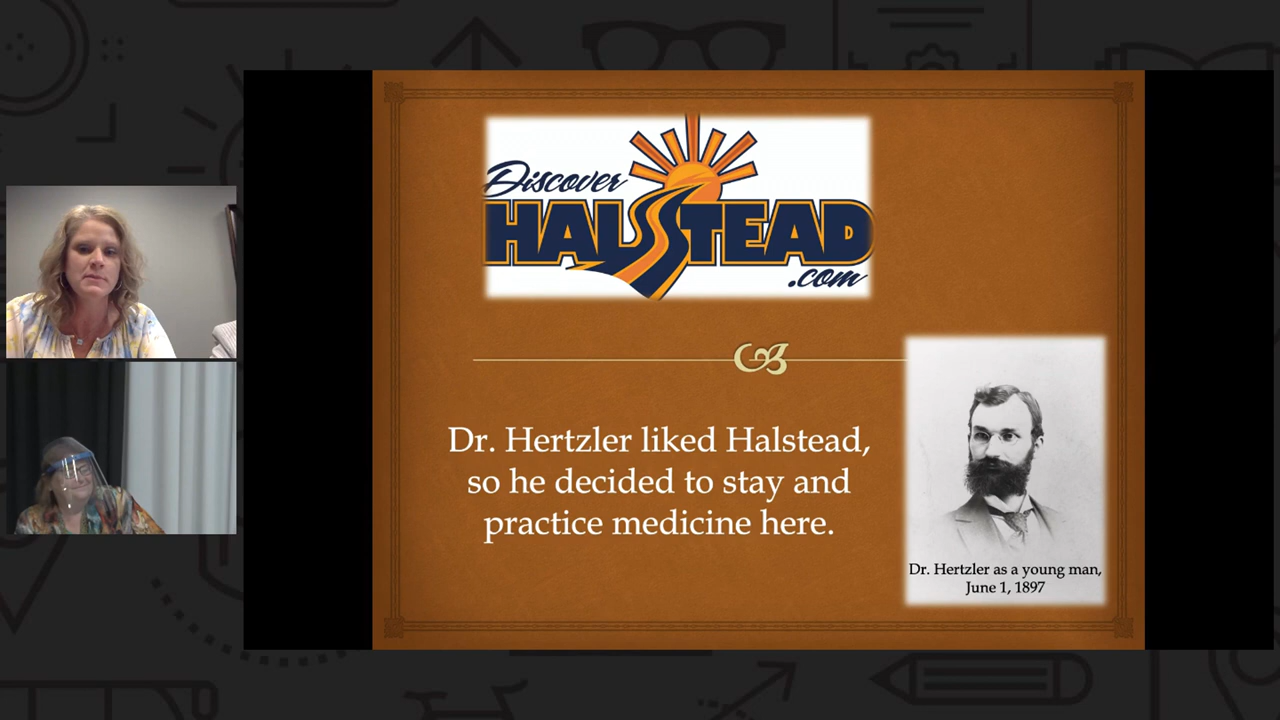 Discover
HALSTEAD
.com
Dr. Hertzler liked Halstead,
so he decided to stay and
practice medicine here.
Dr. Hertzler as a young man,
June 1, 1897